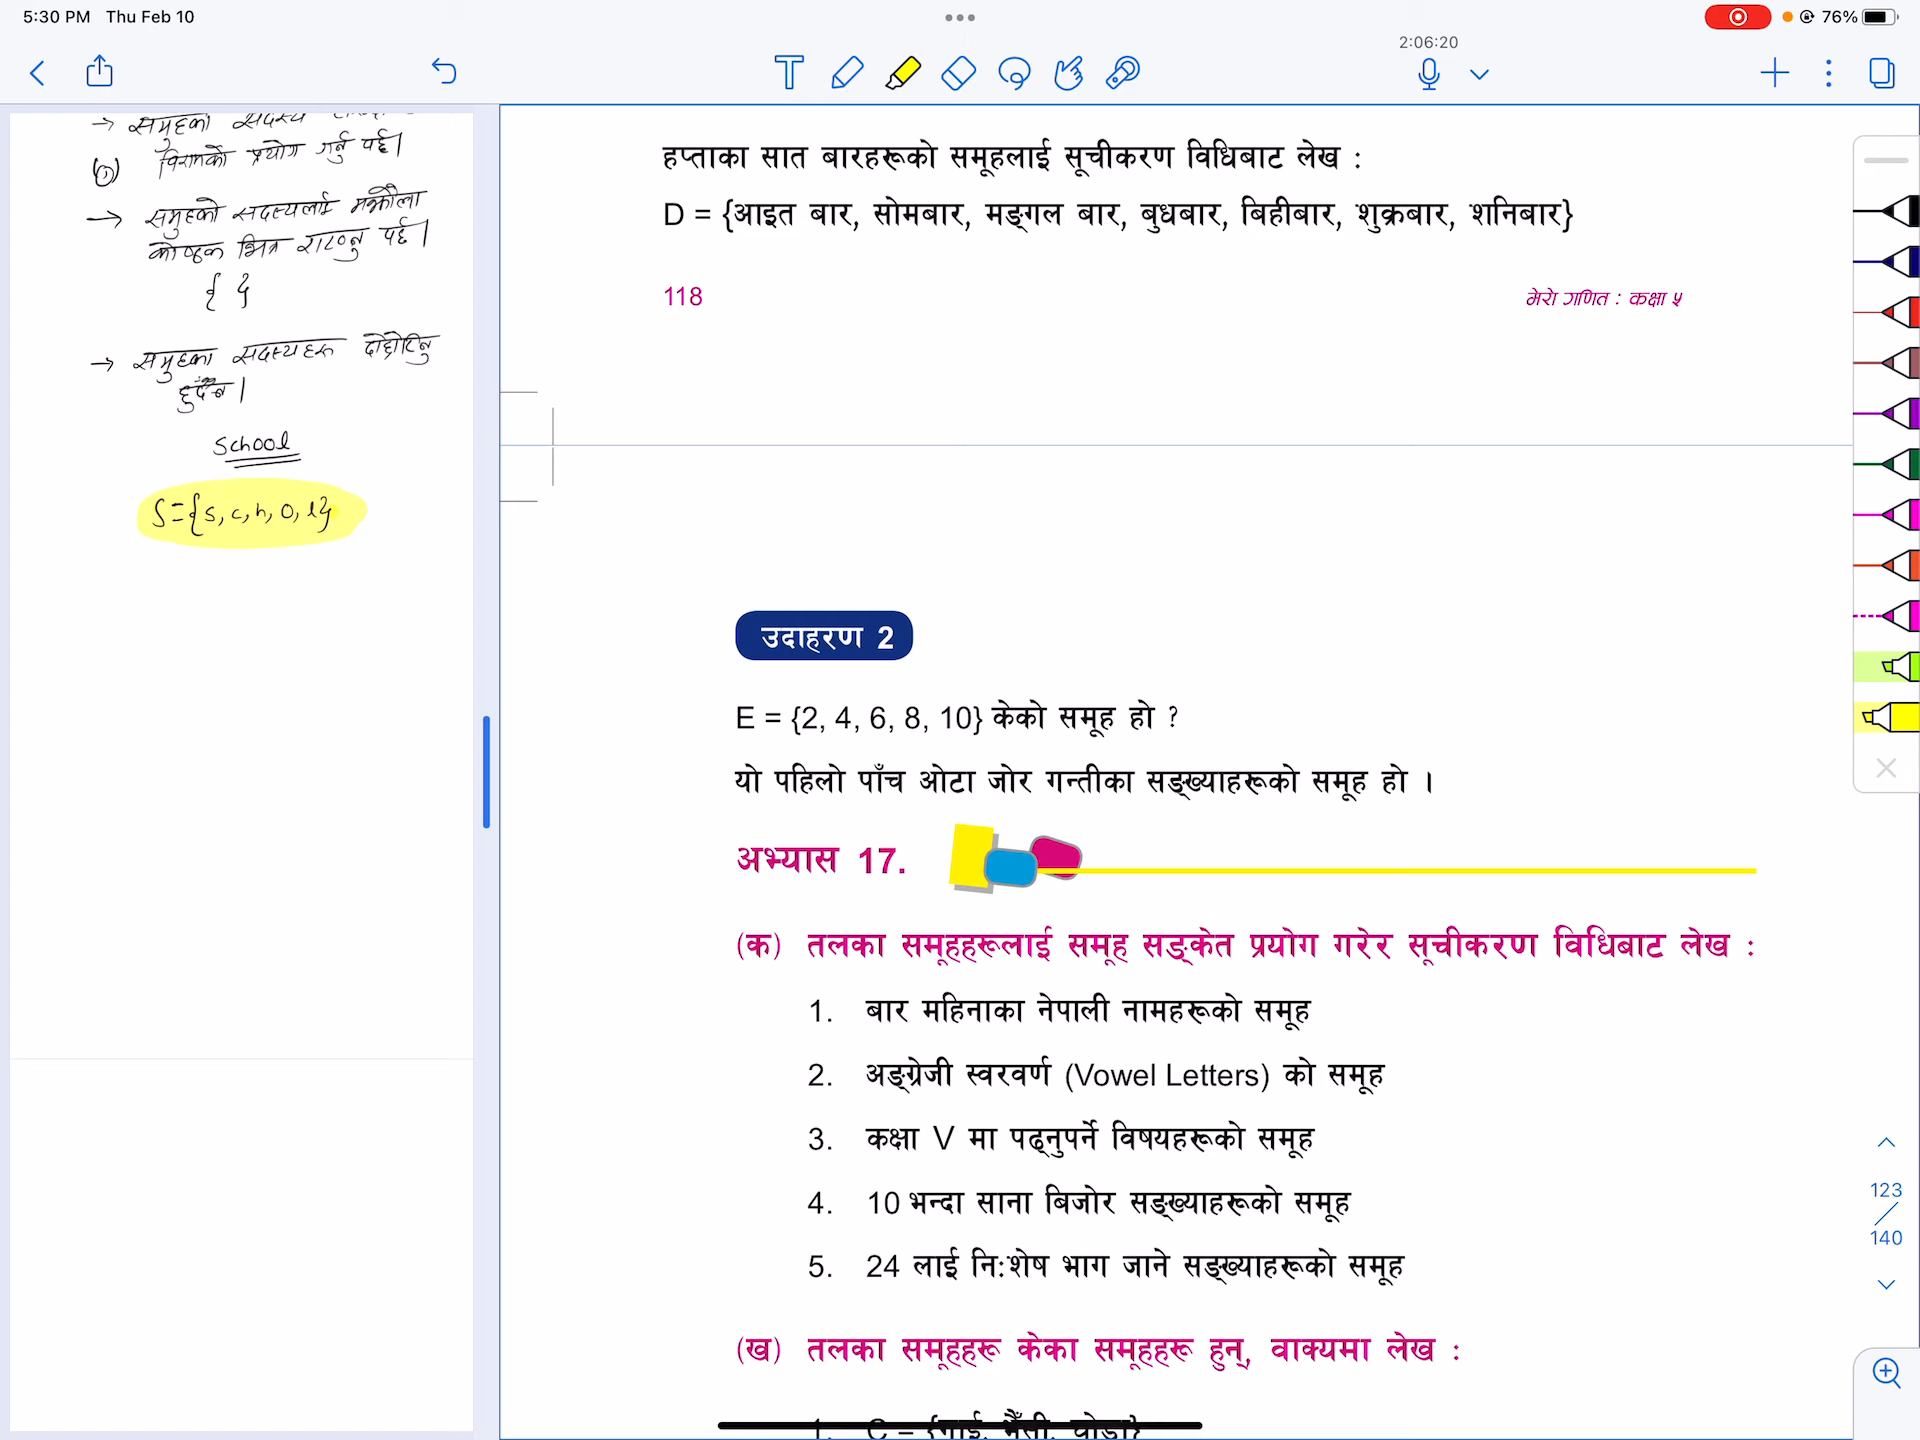 5:30 PM Thu Feb 10
76%
2:06:20
→ समुहका सदस्य
(,) विरामको प्रयोग गर्नु पर्छ।
→ समुहको सदस्यलाई मझौला
कोष्ठक भित्र राख्नु पर्छ।
{ }
→ समुहका सदस्यहरू दोहोरिनु
हुँदैन।
School
S={s, c, h, o, l}
हप्ताका सात बारहरूको समूहलाई सूचीकरण विधिबाट लेख :
D = {आइत बार, सोमबार, मङ्गल बार, बुधबार, बिहीबार, शुक्रबार, शनिबार}
118
मेरो गणित : कक्षा ५
उदाहरण 2
E = {2, 4, 6, 8, 10} केको समूह हो ?
यो पहिलो पाँच ओटा जोर गन्तीका सङ्ख्याहरूको समूह हो ।
अभ्यास 17.
(क) तलका समूहहरूलाई समूह सङ्केत प्रयोग गरेर सूचीकरण विधिबाट लेख :
1. बार महिनाका नेपाली नामहरूको समूह
2. अङ्ग्रेजी स्वरवर्ण (Vowel Letters) को समूह
3. कक्षा V मा पढ्नुपर्ने विषयहरूको समूह
4. 10 भन्दा साना बिजोर सङ्ख्याहरूको समूह
5. 24 लाई नि:शेष भाग जाने सङ्ख्याहरूको समूह
(ख) तलका समूहहरू केका समूहहरू हुन्, वाक्यमा लेख :
1. C = {गाई, भैँसी, घोडा}
123
140